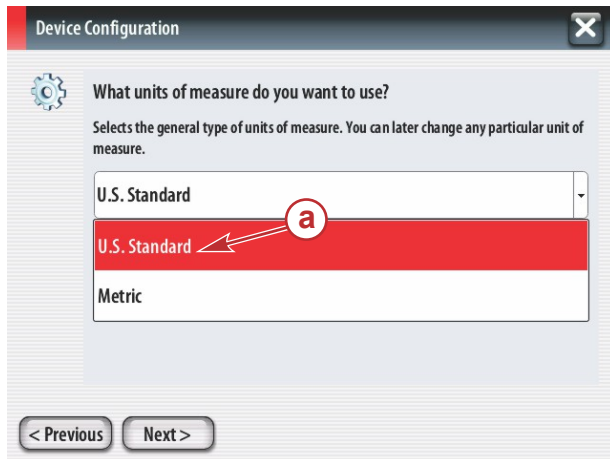 Device Configuration
What units of measure do you want to use?
Selects the general type of units of measure. You can later change any particular unit of
measure.
U.S. Standard
a
U.S. Standard
Metric
< Previous
Next >